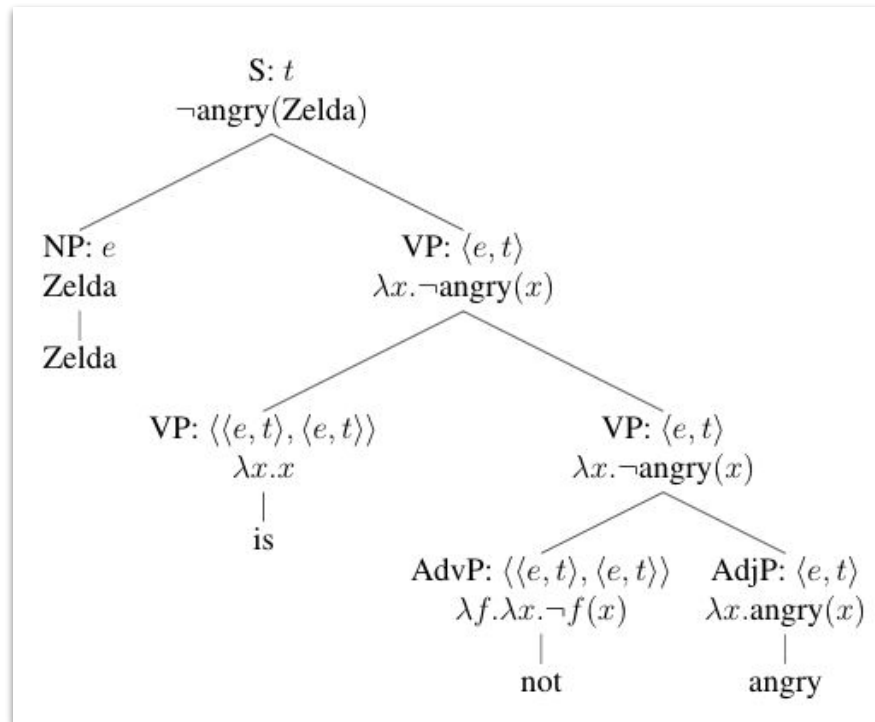 S: t
¬angry(Zelda)
NP: e
Zelda
Zelda
VP: ⟨e, t⟩
λx.¬angry(x)
VP: ⟨⟨e, t⟩, ⟨e, t⟩⟩
λx.x
is
VP: ⟨e, t⟩
λx.¬angry(x)
AdvP: ⟨⟨e, t⟩, ⟨e, t⟩⟩
λf.λx.¬f(x)
not
AdjP: ⟨e, t⟩
λx.angry(x)
angry